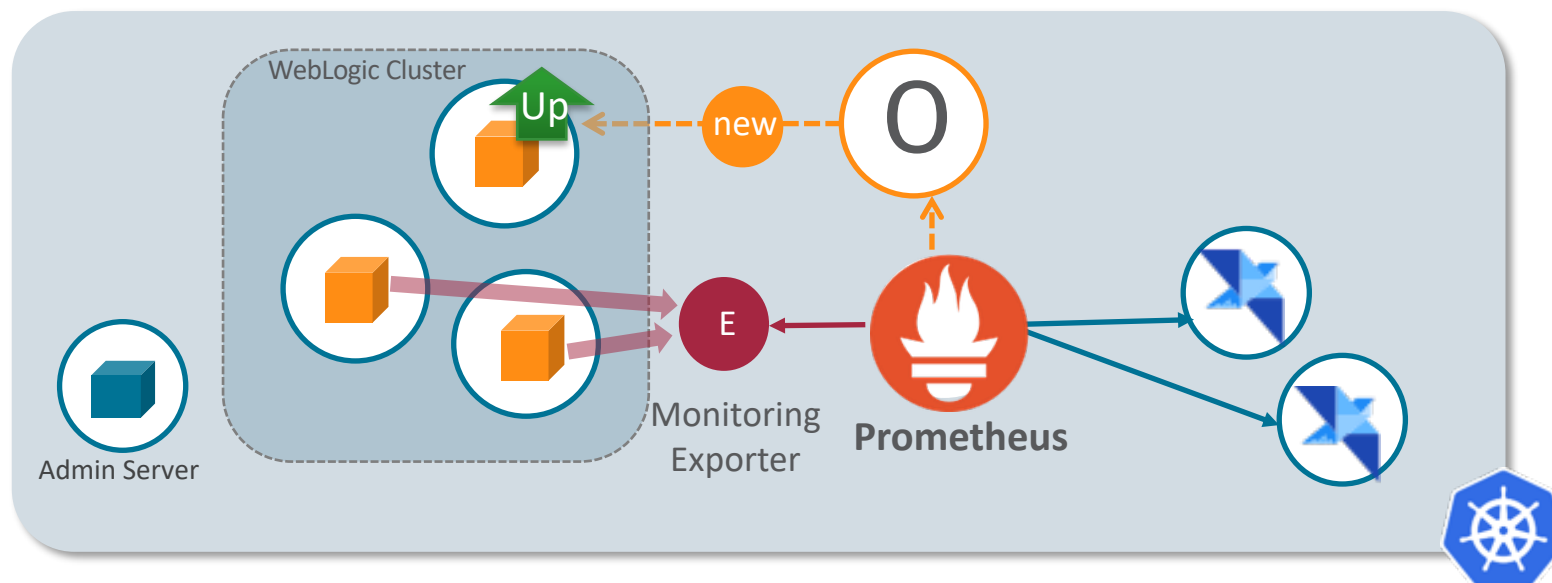 WebLogic Cluster
Up
new
O
E
Monitoring
Exporter
Prometheus
Admin Server